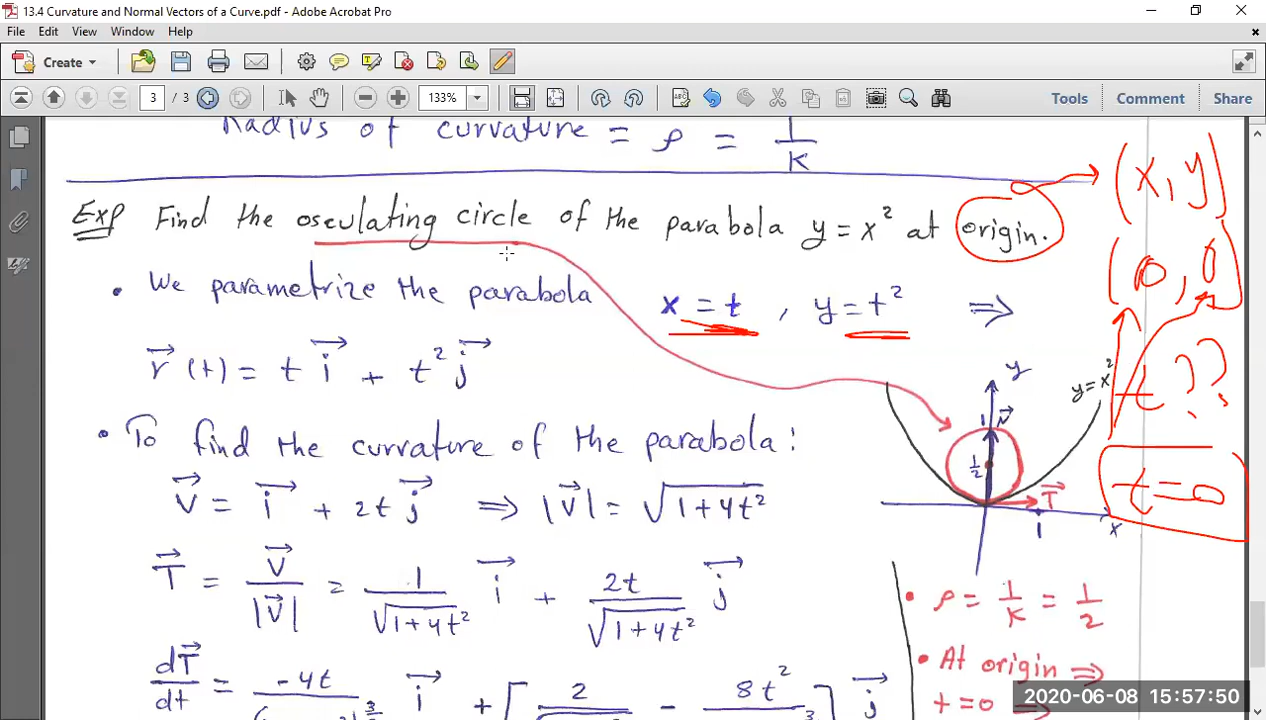 13.4 Curvature and Normal Vectors of a Curve.pdf - Adobe Acrobat Pro
File Edit View Window Help
Create
3 / 3 133% Tools Comment Share
Radius of curvature = ρ = 1/K
Exp Find the osculating circle of the parabola y = x² at origin.
(x, y)
(0, 0)
• We parametrize the parabola x = t , y = t² ⇒
r⃗(t) = t i⃗ + t² j⃗
t ??
t = 0
y
y = x²
1
N⃗
1/2
T⃗
1
x
• To find the curvature of the parabola:
V⃗ = i⃗ + 2t j⃗ ⇒ |V⃗| = √(1+4t²)
T⃗ = V⃗/|V⃗| = 1/√(1+4t²) i⃗ + 2t/√(1+4t²) j⃗
• ρ = 1/K = 1/2
• At origin ⇒
t = 0 ⇒
dT⃗/dt = -4t i⃗ + [ 2 - 8t² ] j⃗
2020-06-08 15:57:50